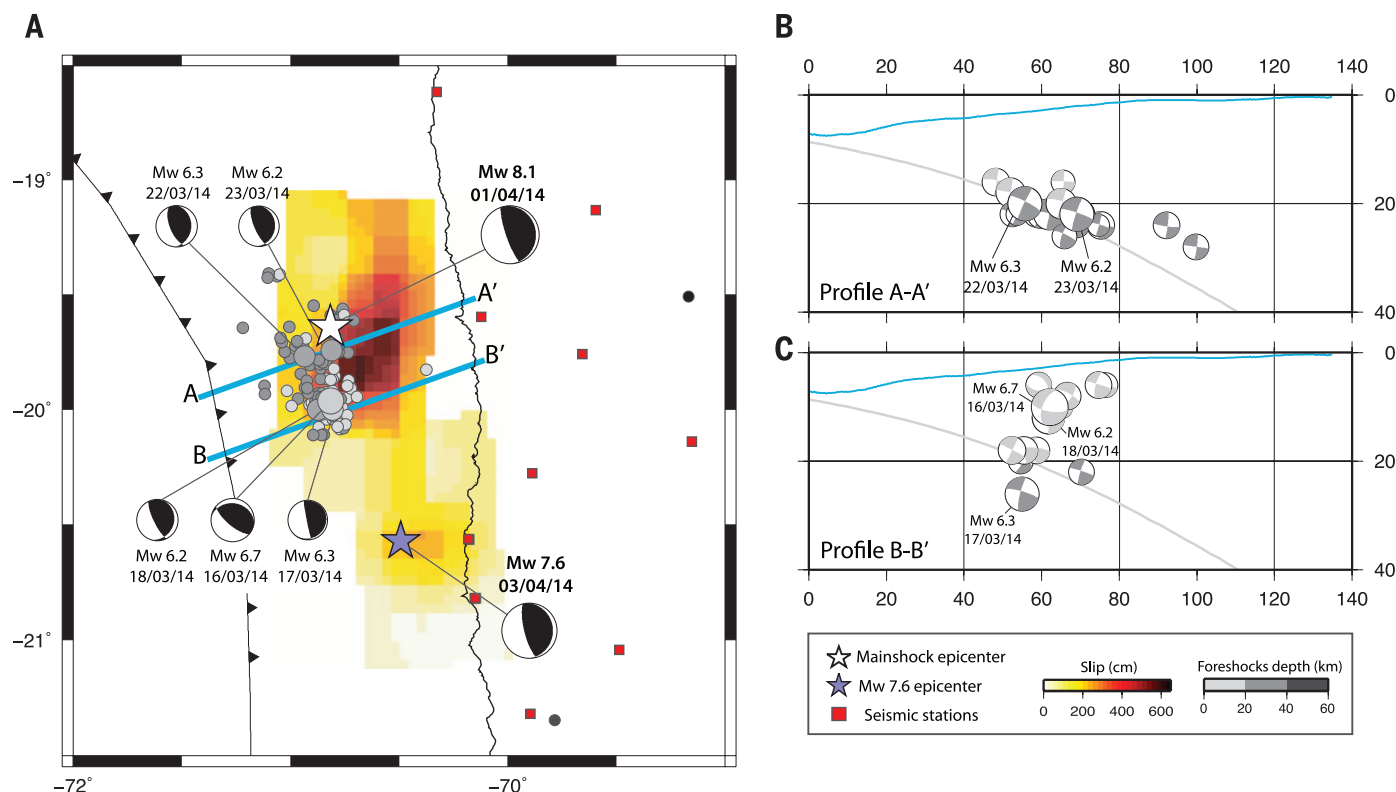 A
Mw 6.3
22/03/14
Mw 6.2
23/03/14
Mw 8.1
01/04/14
−19˚
−20˚
−21˚
A
A'
B
B'
Mw 6.2
18/03/14
Mw 6.7
16/03/14
Mw 6.3
17/03/14
Mw 7.6
03/04/14
−72˚
−70˚
B
0 20 40 60 80 100 120 140
0
20
40
Mw 6.3
22/03/14
Mw 6.2
23/03/14
Profile A-A'
C
0
20
40
Mw 6.7
16/03/14
Mw 6.2
18/03/14
Mw 6.3
17/03/14
Profile B-B'
0 20 40 60 80 100 120 140
Mainshock epicenter
Mw 7.6 epicenter
Seismic stations
Slip (cm)
0 200 400 600
Foreshocks depth (km)
0 20 40 60